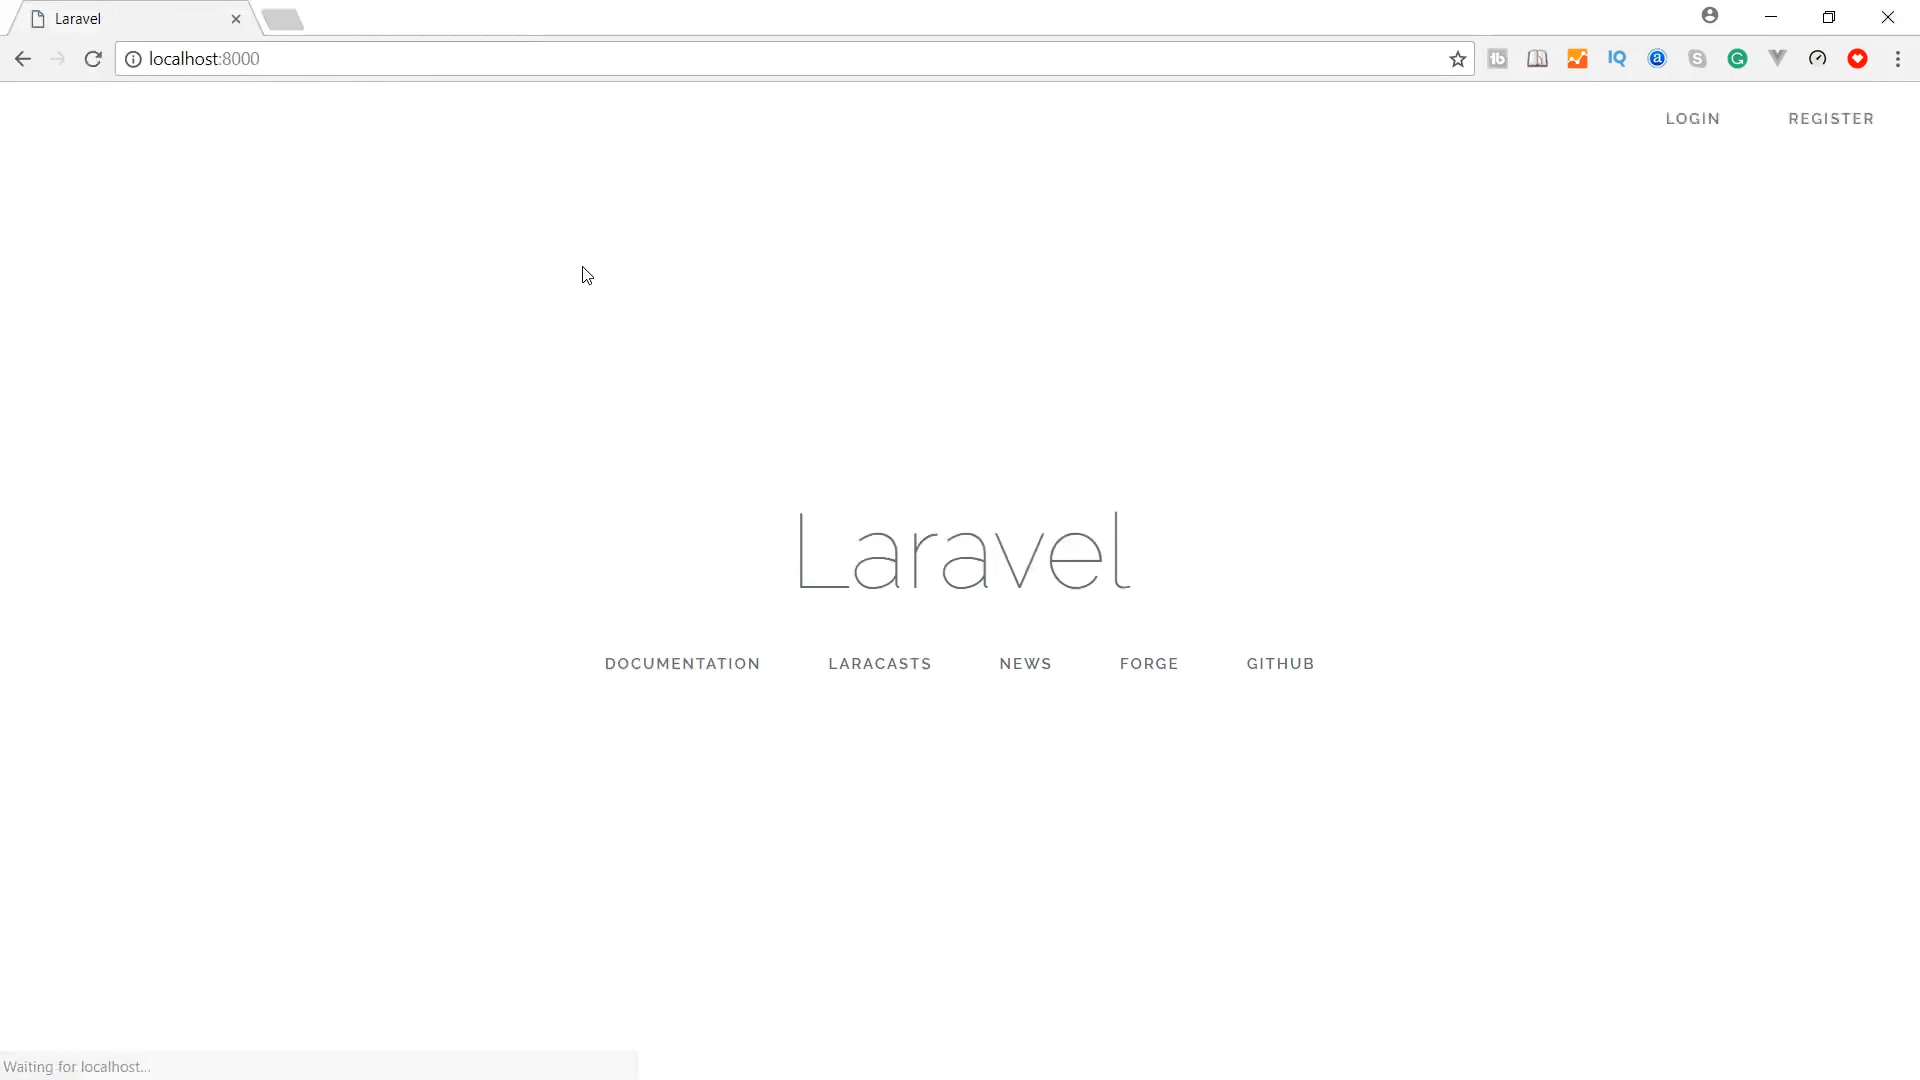 Laravel
localhost:8000
LOGIN REGISTER
Laravel
DOCUMENTATION LARACASTS NEWS FORGE GITHUB
Waiting for localhost...